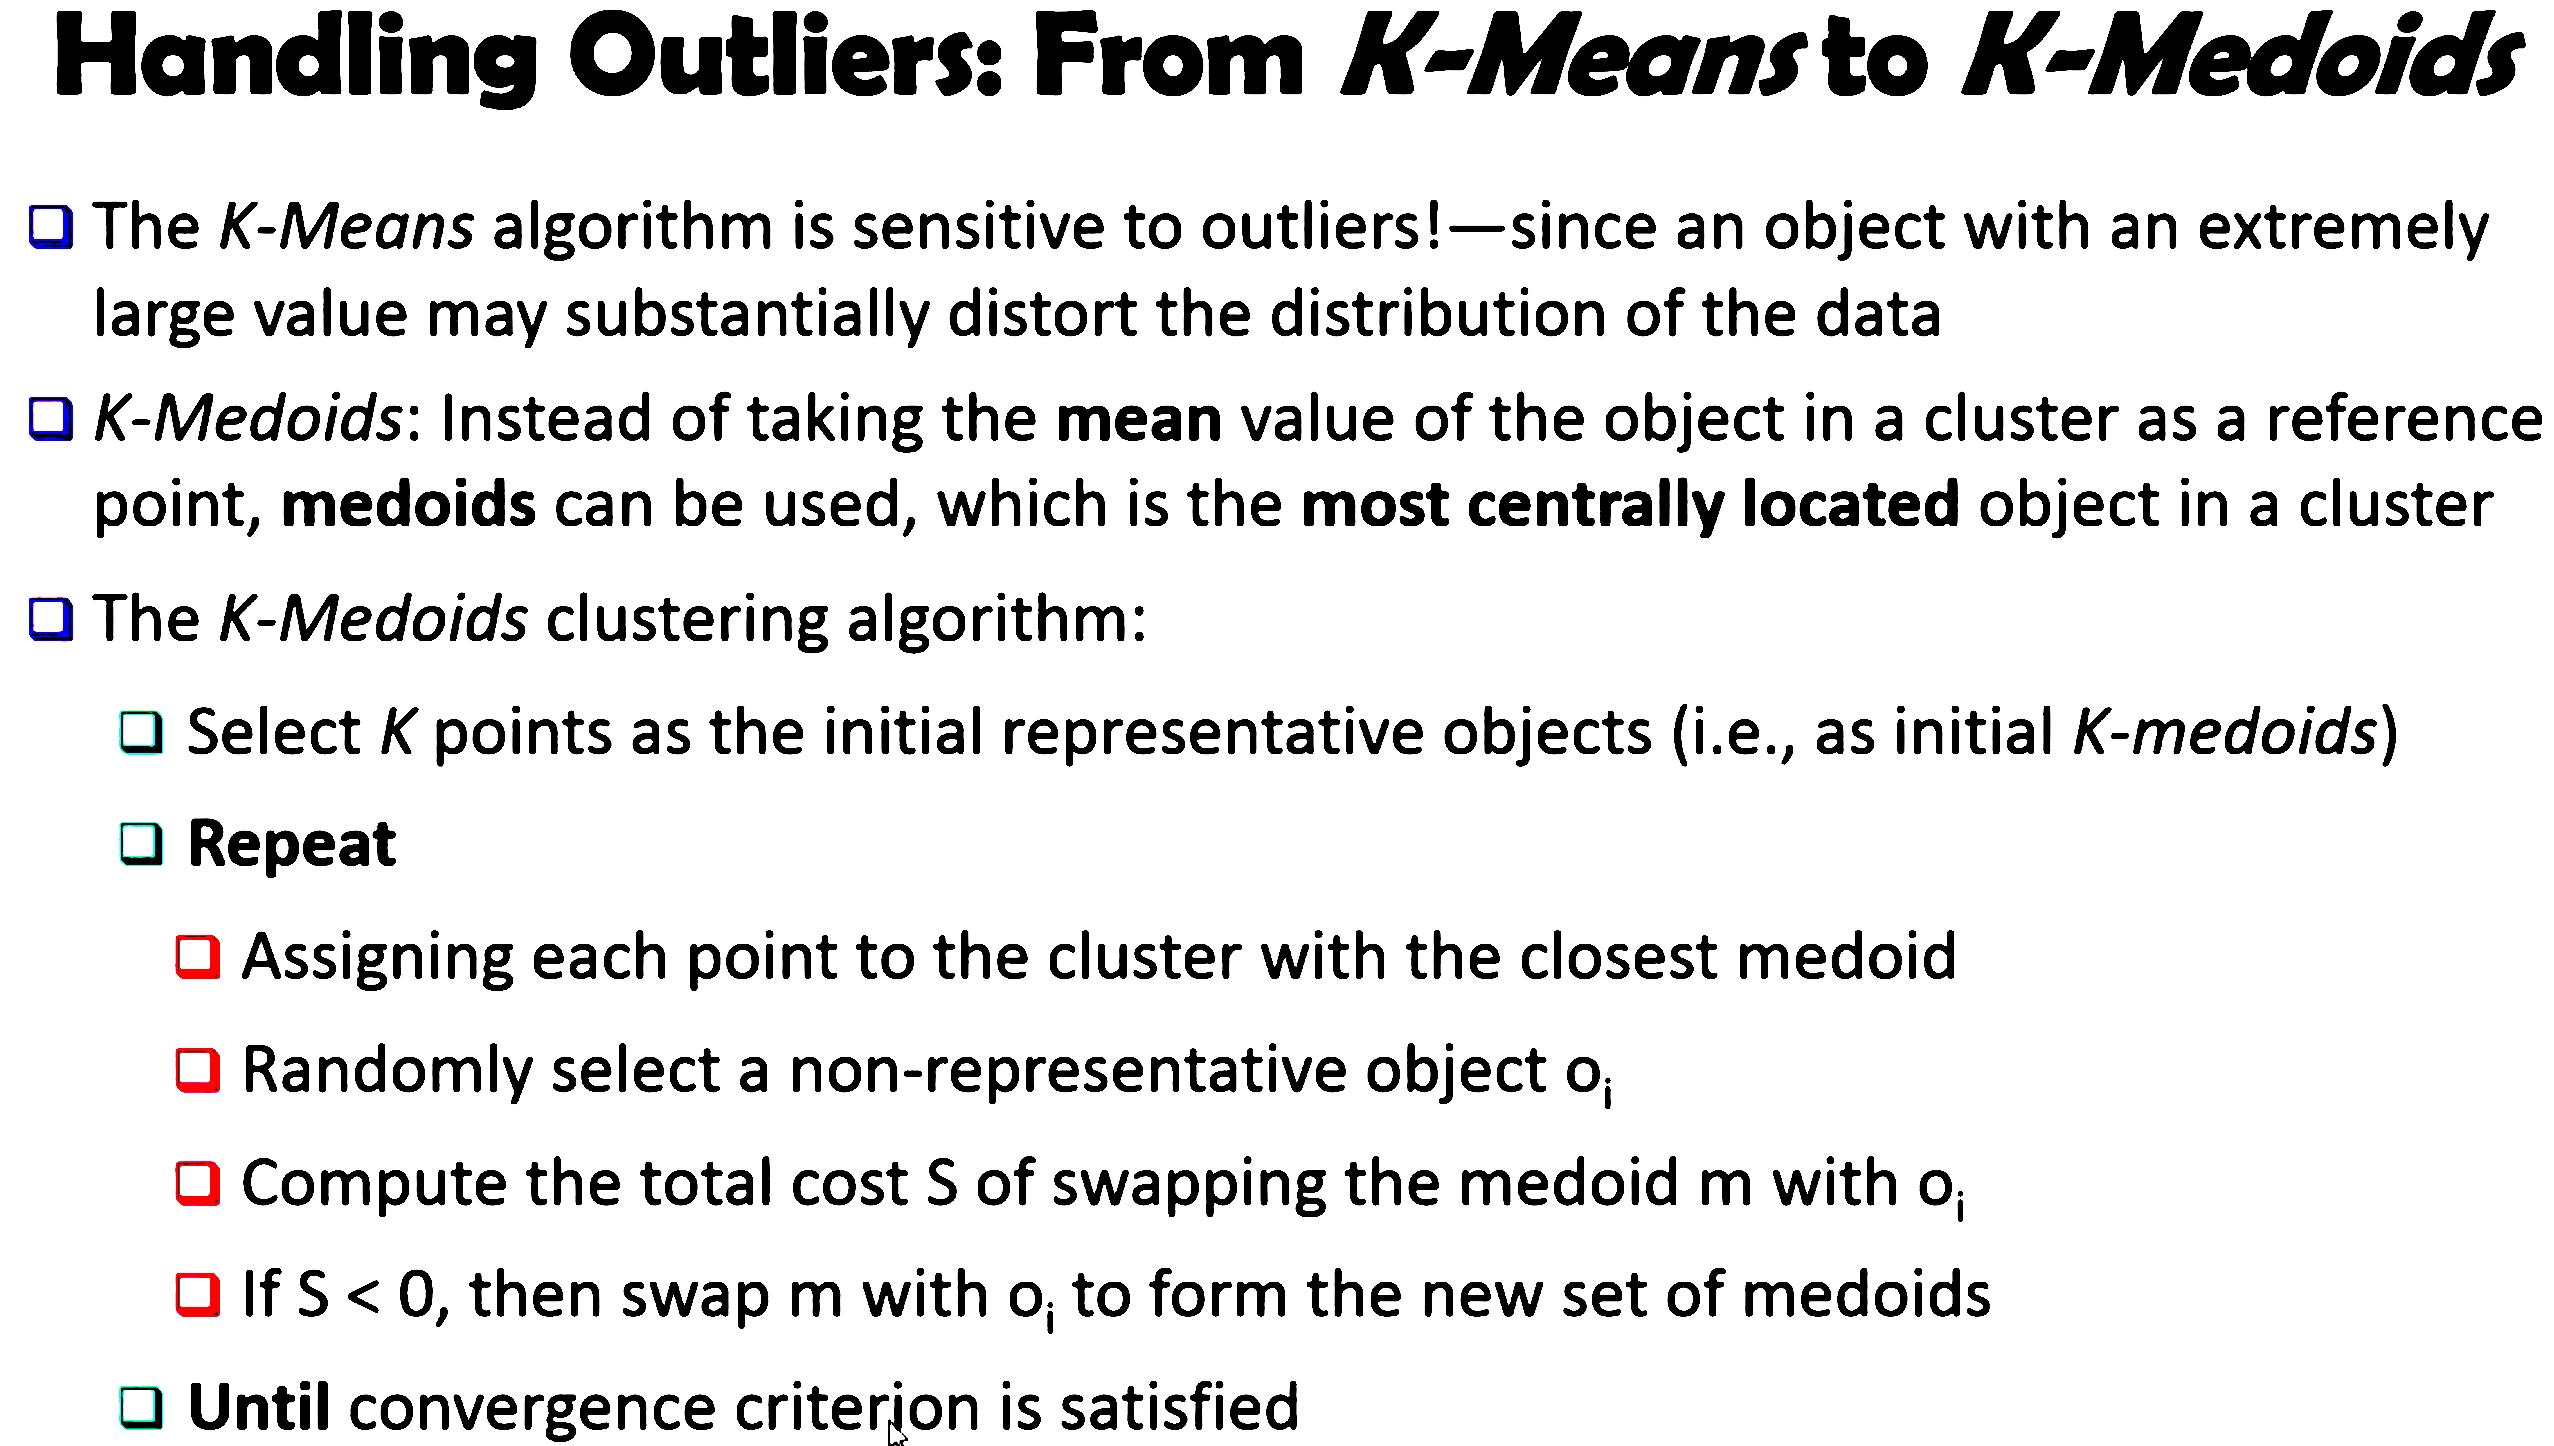 Handling Outliers: From K-Means to K-Medoids
The K-Means algorithm is sensitive to outliers!—since an object with an extremely
large value may substantially distort the distribution of the data
K-Medoids: Instead of taking the mean value of the object in a cluster as a reference
point, medoids can be used, which is the most centrally located object in a cluster
The K-Medoids clustering algorithm:
Select K points as the initial representative objects (i.e., as initial K-medoids)
Repeat
Assigning each point to the cluster with the closest medoid
Randomly select a non-representative object oi
Compute the total cost S of swapping the medoid m with oi
If S < 0, then swap m with oi to form the new set of medoids
Until convergence criterion is satisfied